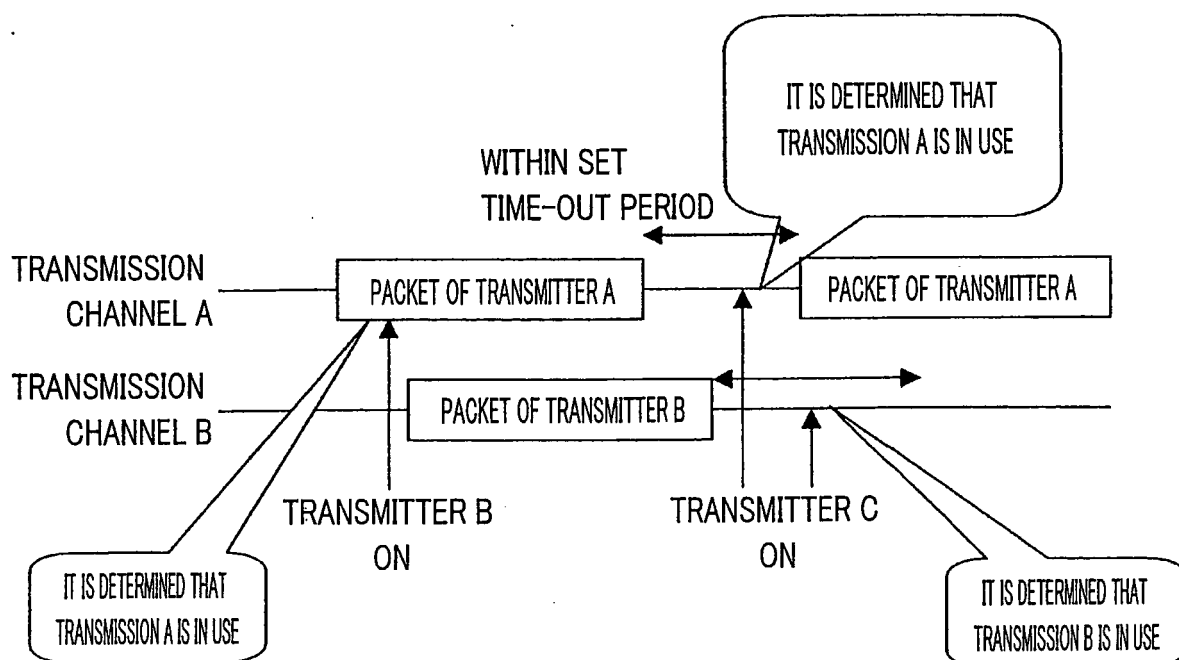 IT IS DETERMINED THAT
TRANSMISSION A IS IN USE
WITHIN SET
TIME-OUT PERIOD
TRANSMISSION
CHANNEL A
PACKET OF TRANSMITTER A
PACKET OF TRANSMITTER A
TRANSMISSION
CHANNEL B
PACKET OF TRANSMITTER B
TRANSMITTER B
ON
TRANSMITTER C
ON
IT IS DETERMINED THAT
TRANSMISSION A IS IN USE
IT IS DETERMINED THAT
TRANSMISSION B IS IN USE